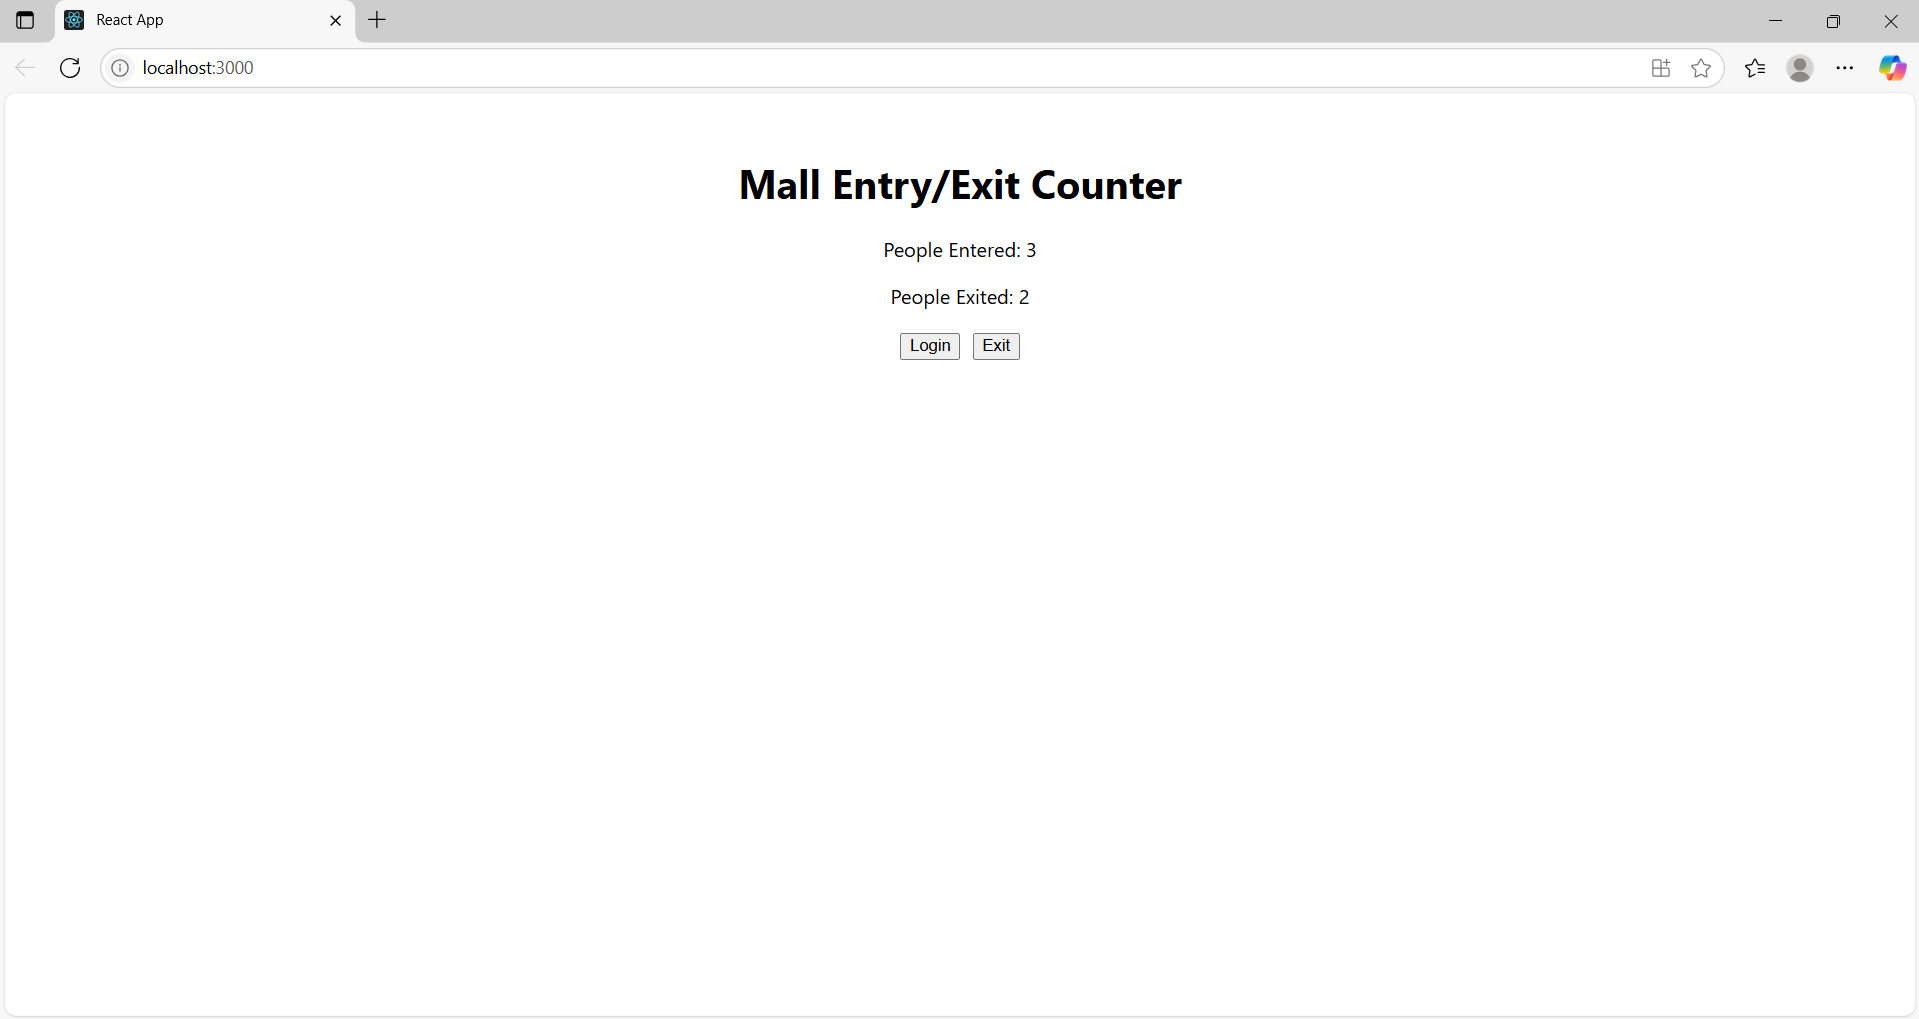 React App
localhost:3000
Mall Entry/Exit Counter
People Entered: 3
People Exited: 2
Login Exit